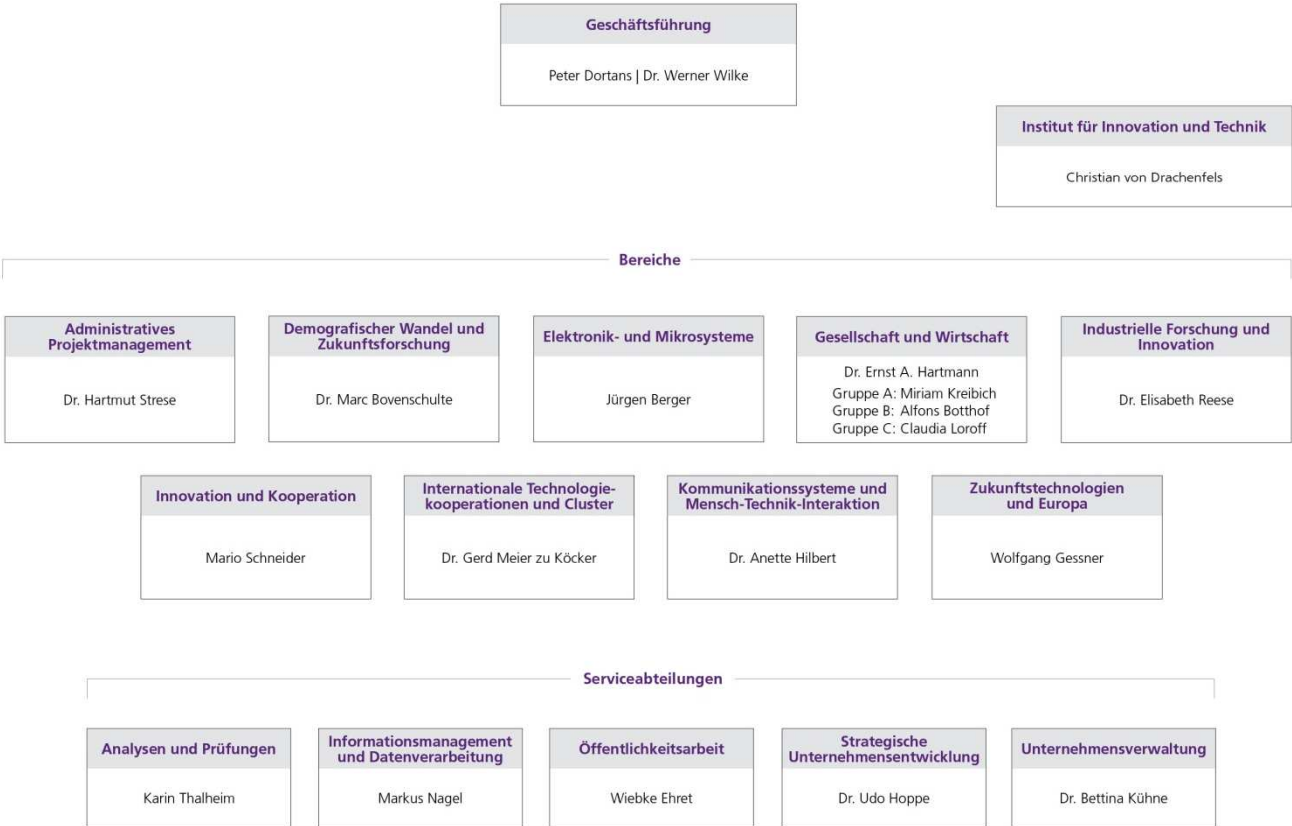 Geschäftsführung
Peter Dortans | Dr. Werner Wilke
Institut für Innovation und Technik
Christian von Drachenfels
Bereiche
Administratives
Projektmanagement
Dr. Hartmut Strese
Demografischer Wandel und
Zukunftsforschung
Dr. Marc Bovenschulte
Elektronik- und Mikrosysteme
Jürgen Berger
Gesellschaft und Wirtschaft
Dr. Ernst A. Hartmann
Gruppe A: Miriam Kreibich
Gruppe B: Alfons Botthof
Gruppe C: Claudia Loroff
Industrielle Forschung und
Innovation
Dr. Elisabeth Reese
Innovation und Kooperation
Mario Schneider
Internationale Technologie-
kooperationen und Cluster
Dr. Gerd Meier zu Köcker
Kommunikationssysteme und
Mensch-Technik-Interaktion
Dr. Anette Hilbert
Zukunftstechnologien
und Europa
Wolfgang Gessner
Serviceabteilungen
Analysen und Prüfungen
Karin Thalheim
Informationsmanagement
und Datenverarbeitung
Markus Nagel
Öffentlichkeitsarbeit
Wiebke Ehret
Strategische
Unternehmensentwicklung
Dr. Udo Hoppe
Unternehmensverwaltung
Dr. Bettina Kühne